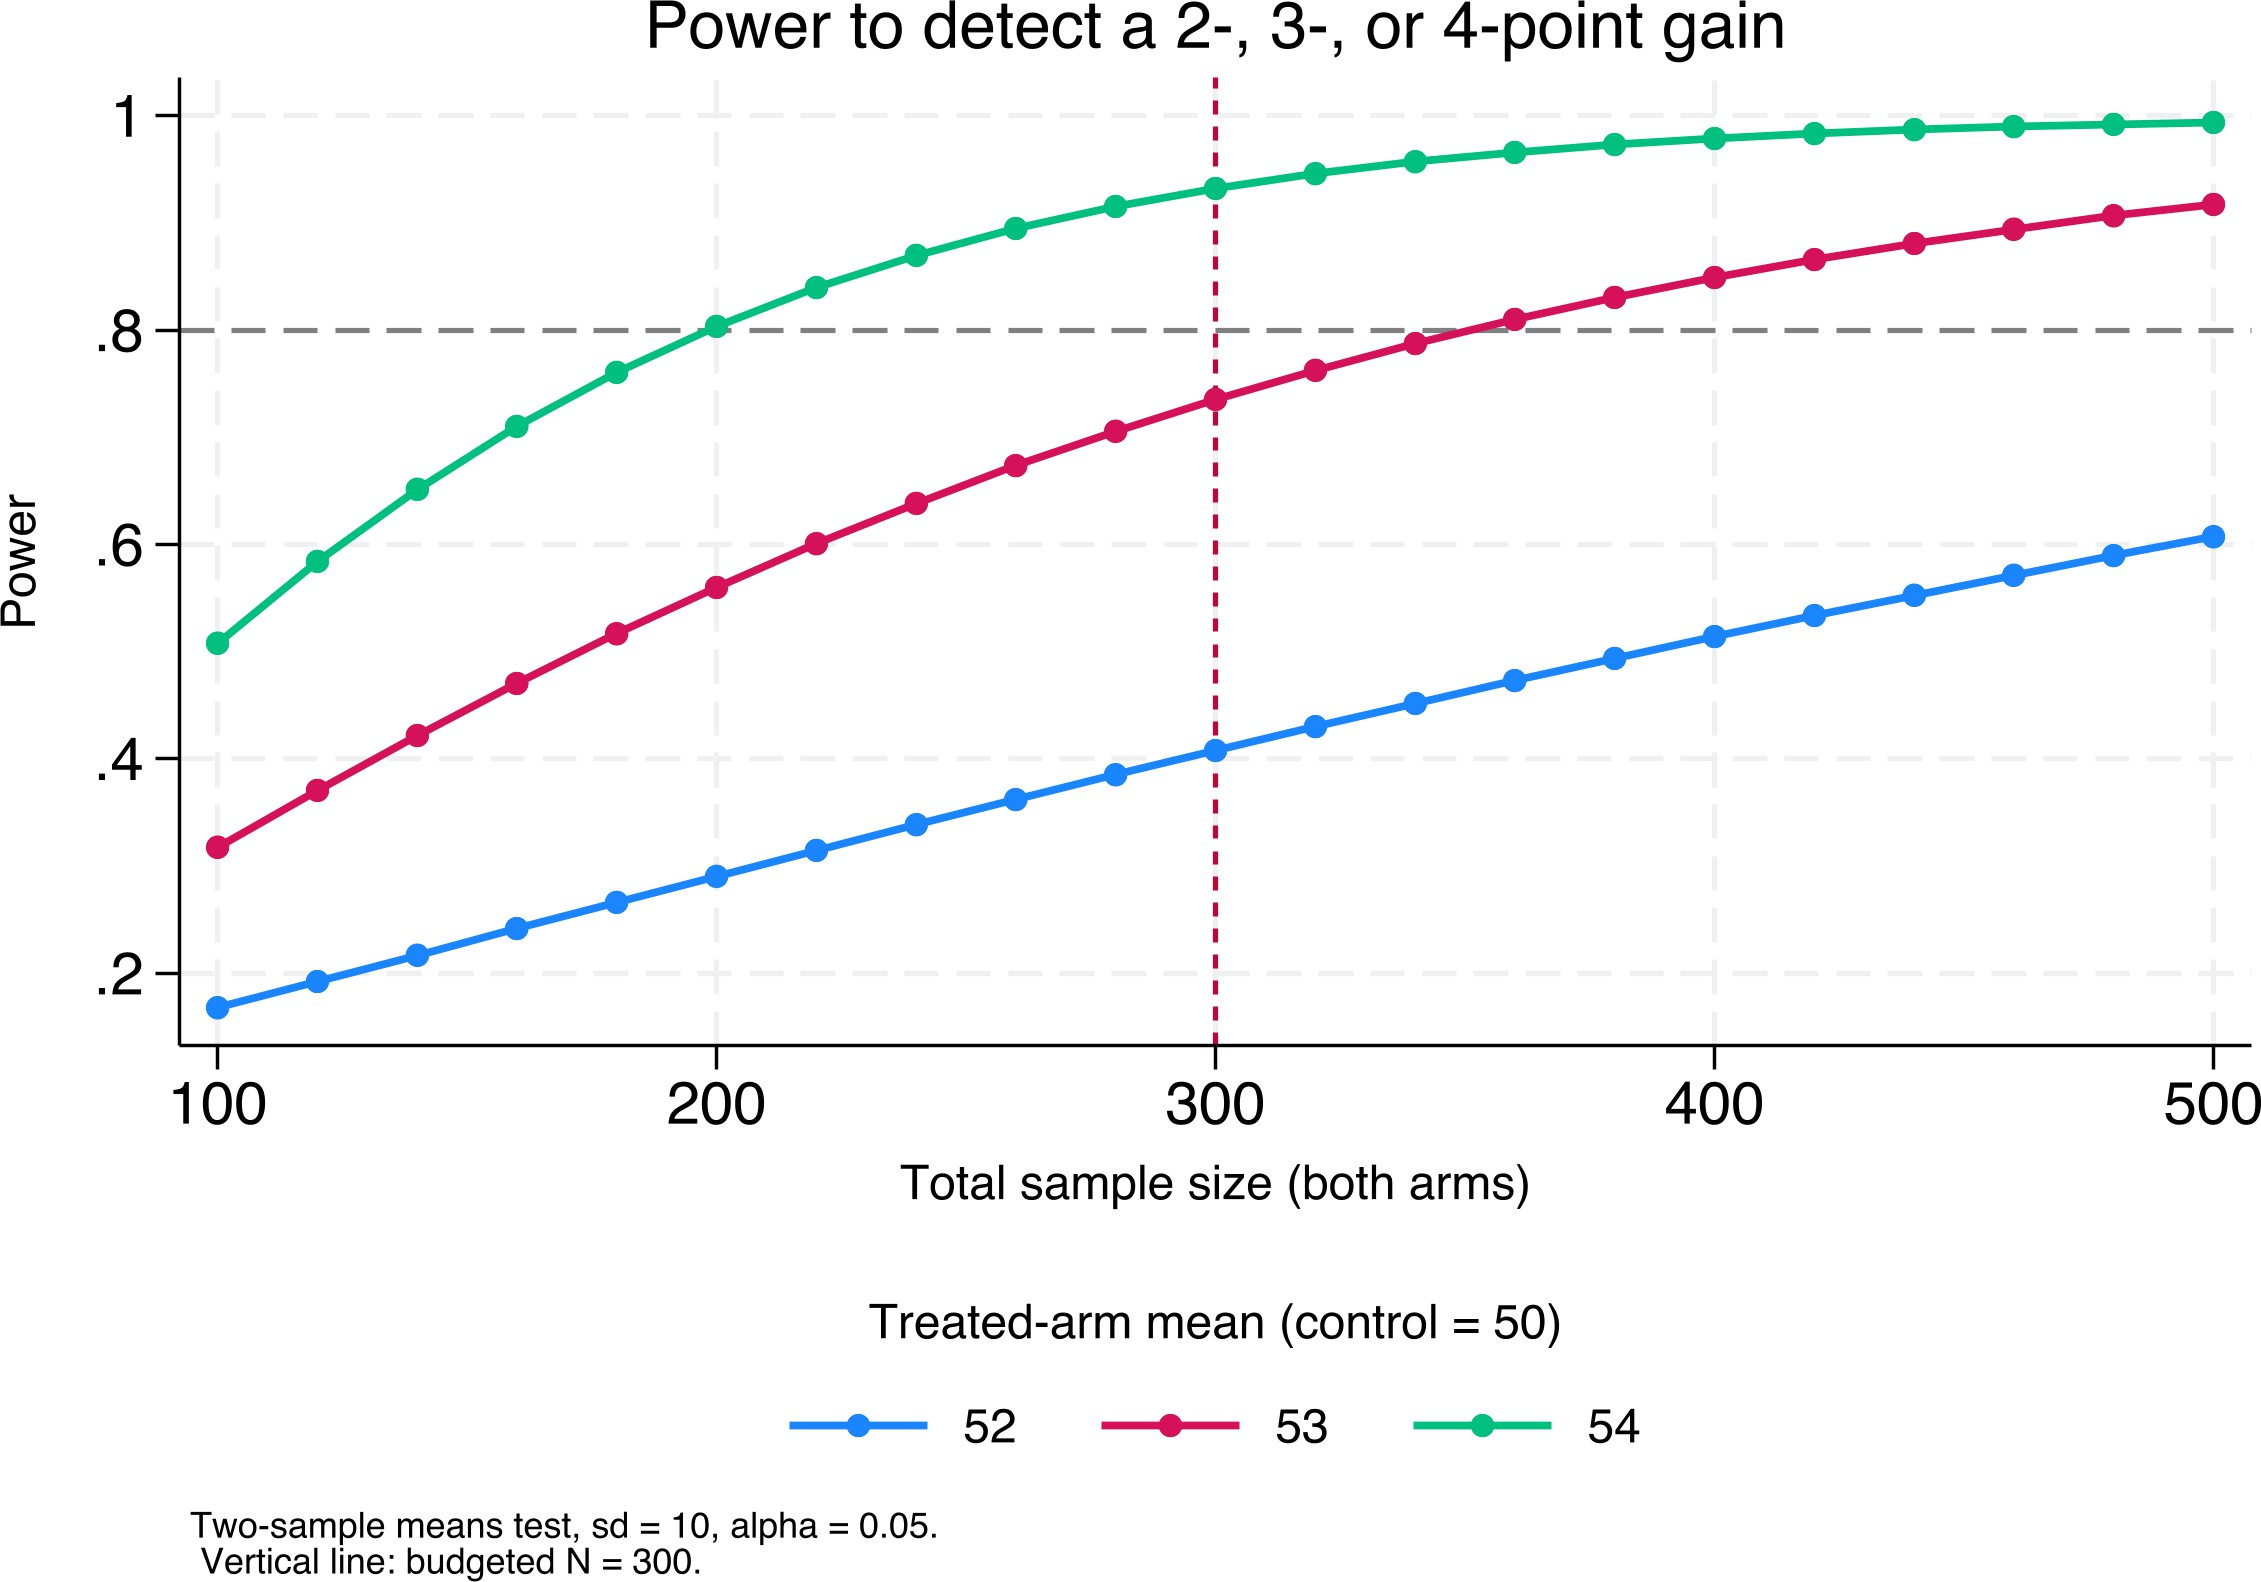 Power to detect a 2-, 3-, or 4-point gain
Power
1
.8
.6
.4
.2
100 200 300 400 500
Total sample size (both arms)
Treated-arm mean (control = 50)
52 53 54
Two-sample means test, sd = 10, alpha = 0.05.
Vertical line: budgeted N = 300.